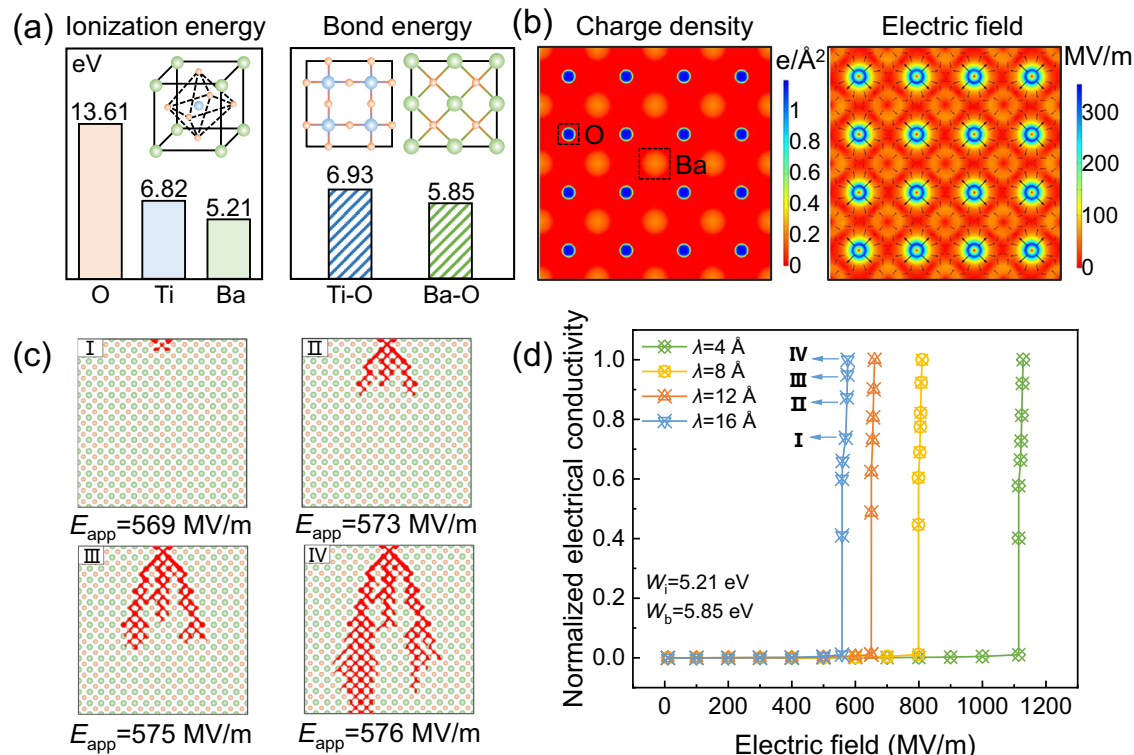 (a)
Ionization energy
Bond energy
eV
13.61
6.82
5.21
O
Ti
Ba
6.93
5.85
Ti-O
Ba-O
(b)
Charge density
Electric field
e/Å²
1
0.8
0.6
0.4
0.2
0
O
Ba
MV/m
300
200
100
0
(c)
I
E_app=569 MV/m
II
E_app=573 MV/m
III
E_app=575 MV/m
IV
E_app=576 MV/m
(d)
Normalized electrical conductivity
1.0
0.8
0.6
0.4
0.2
0.0
λ=4 Å
λ=8 Å
λ=12 Å
λ=16 Å
IV
III
II
I
W_i=5.21 eV
W_b=5.85 eV
0 200 400 600 800 1000 1200
Electric field (MV/m)